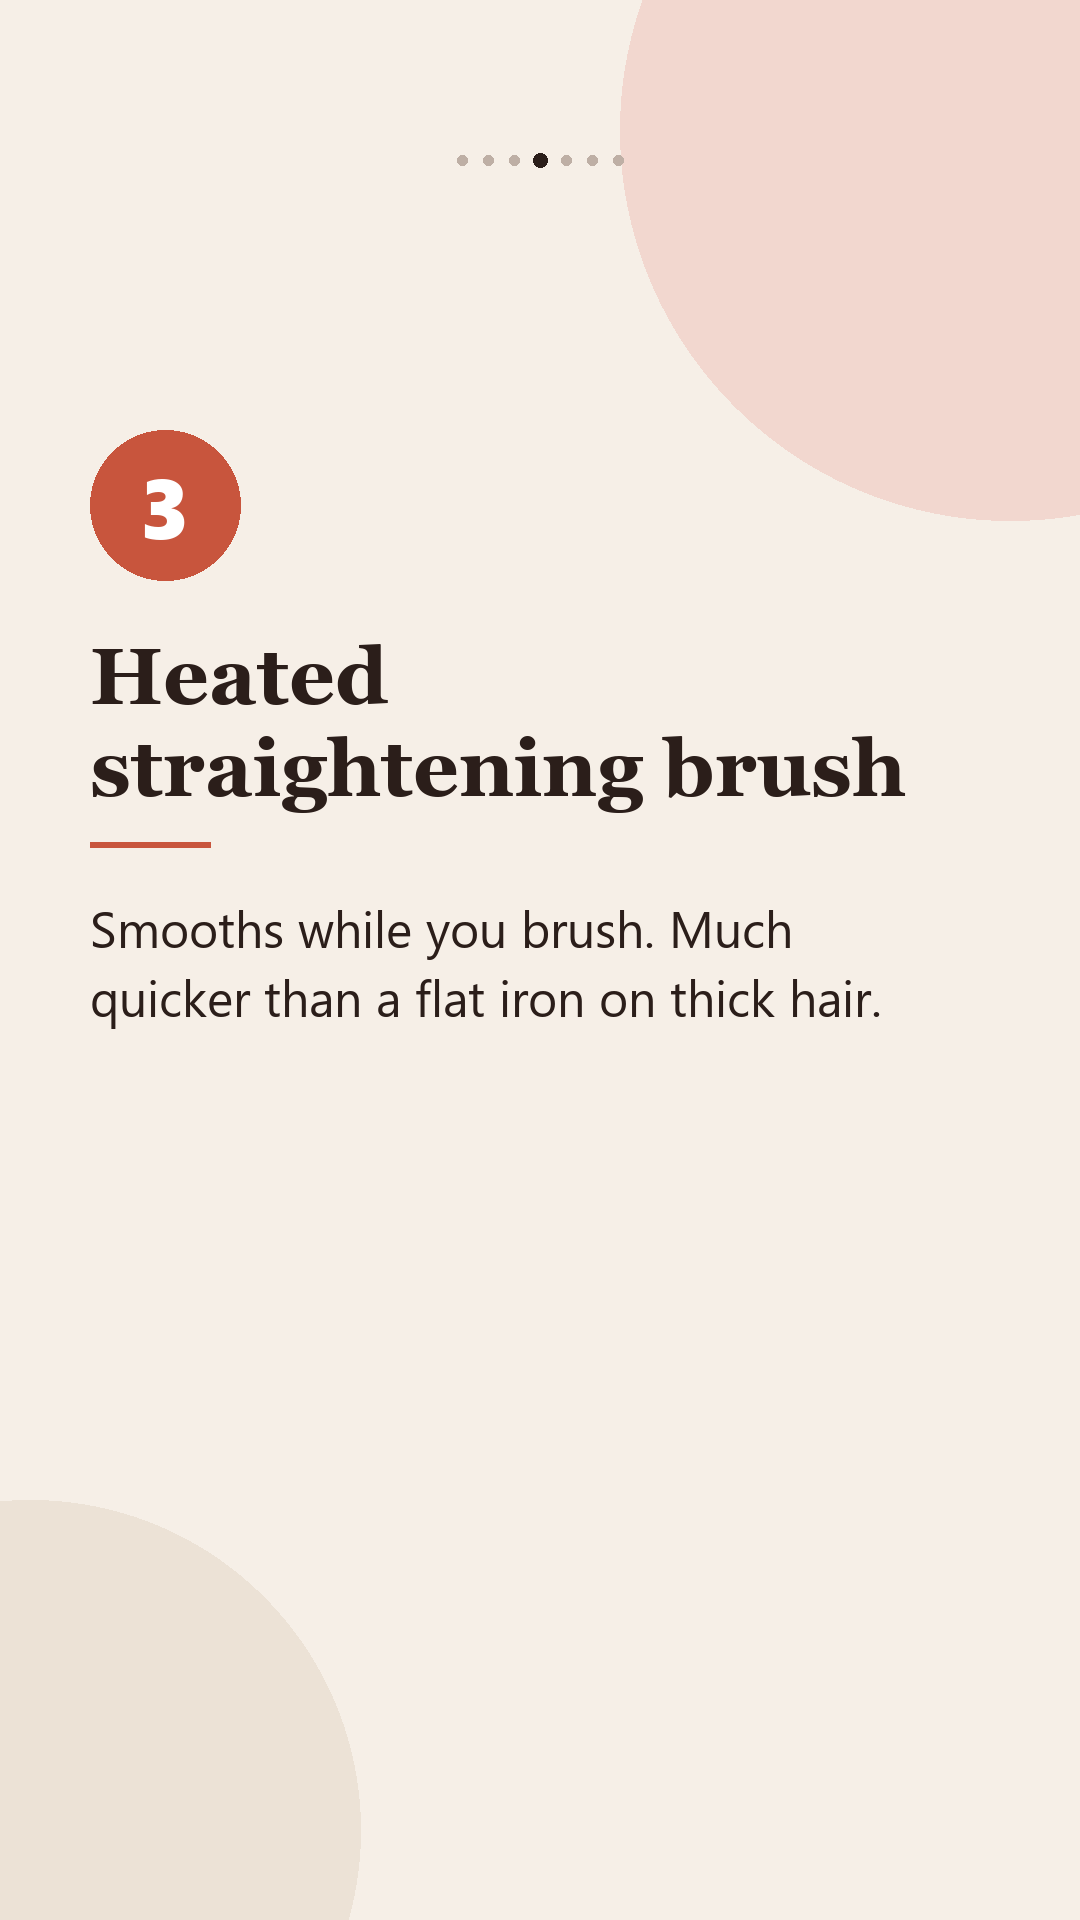 3
Heated
straightening brush
Smooths while you brush. Much
quicker than a flat iron on thick hair.